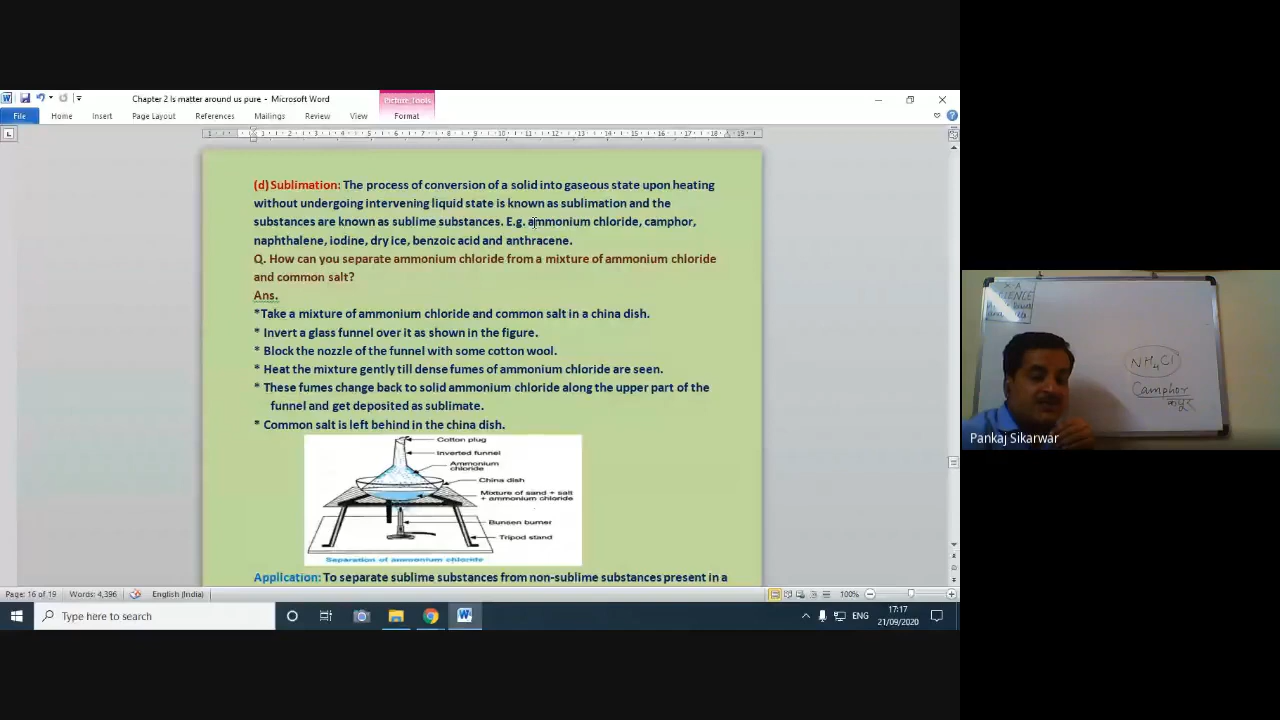 Chapter 2 Is matter around us pure - Microsoft Word
Picture Tools
File Home Insert Page Layout References Mailings Review View Format
(d) Sublimation: The process of conversion of a solid into gaseous state upon heating
without undergoing intervening liquid state is known as sublimation and the
substances are known as sublime substances. E.g. ammonium chloride, camphor,
naphthalene, iodine, dry ice, benzoic acid and anthracene.
Q. How can you separate ammonium chloride from a mixture of ammonium chloride
and common salt?
Ans.
*Take a mixture of ammonium chloride and common salt in a china dish.
* Invert a glass funnel over it as shown in the figure.
* Block the nozzle of the funnel with some cotton wool.
* Heat the mixture gently till dense fumes of ammonium chloride are seen.
* These fumes change back to solid ammonium chloride along the upper part of the
funnel and get deposited as sublimate.
* Common salt is left behind in the china dish.
Cotton plug
Inverted funnel
Ammonium
chloride
China dish
Mixture of sand + salt
+ ammonium chloride
Bunsen burner
Tripod stand
Separation of ammonium chloride
Application: To separate sublime substances from non-sublime substances present in a
Page: 16 of 19 Words: 4,396 English (India) 100%
Type here to search
ENG
17:17
21/09/2020
X-A
NH4Cl
Camphor
कपूर
Pankaj Sikarwar